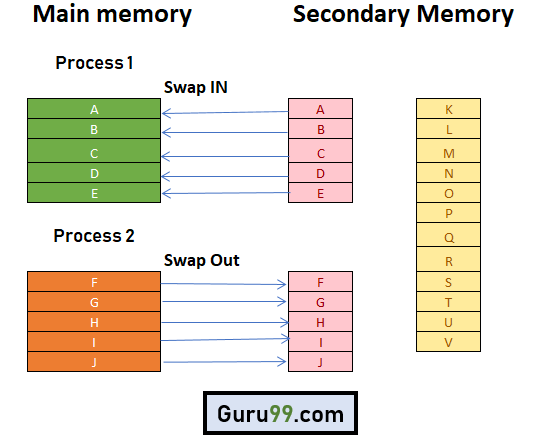 Main memory
Secondary Memory
Process 1
Swap IN
A
B
C
D
E
A
B
C
D
E
Process 2
Swap Out
F
G
H
I
J
F
G
H
I
J
K
L
M
N
O
P
Q
R
S
T
U
V
Guru99.com